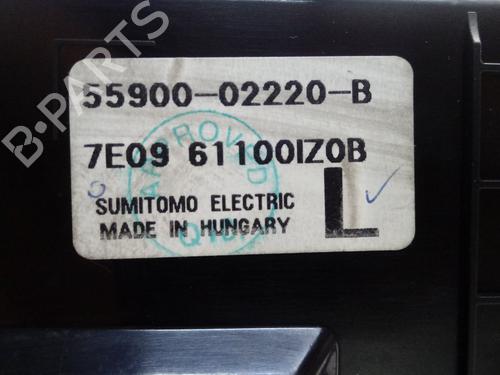 55900-02220-B
7E09 61100IZ0B
SUMITOMO ELECTRIC
MADE IN HUNGARY
L
APPROVED
B-PARTS